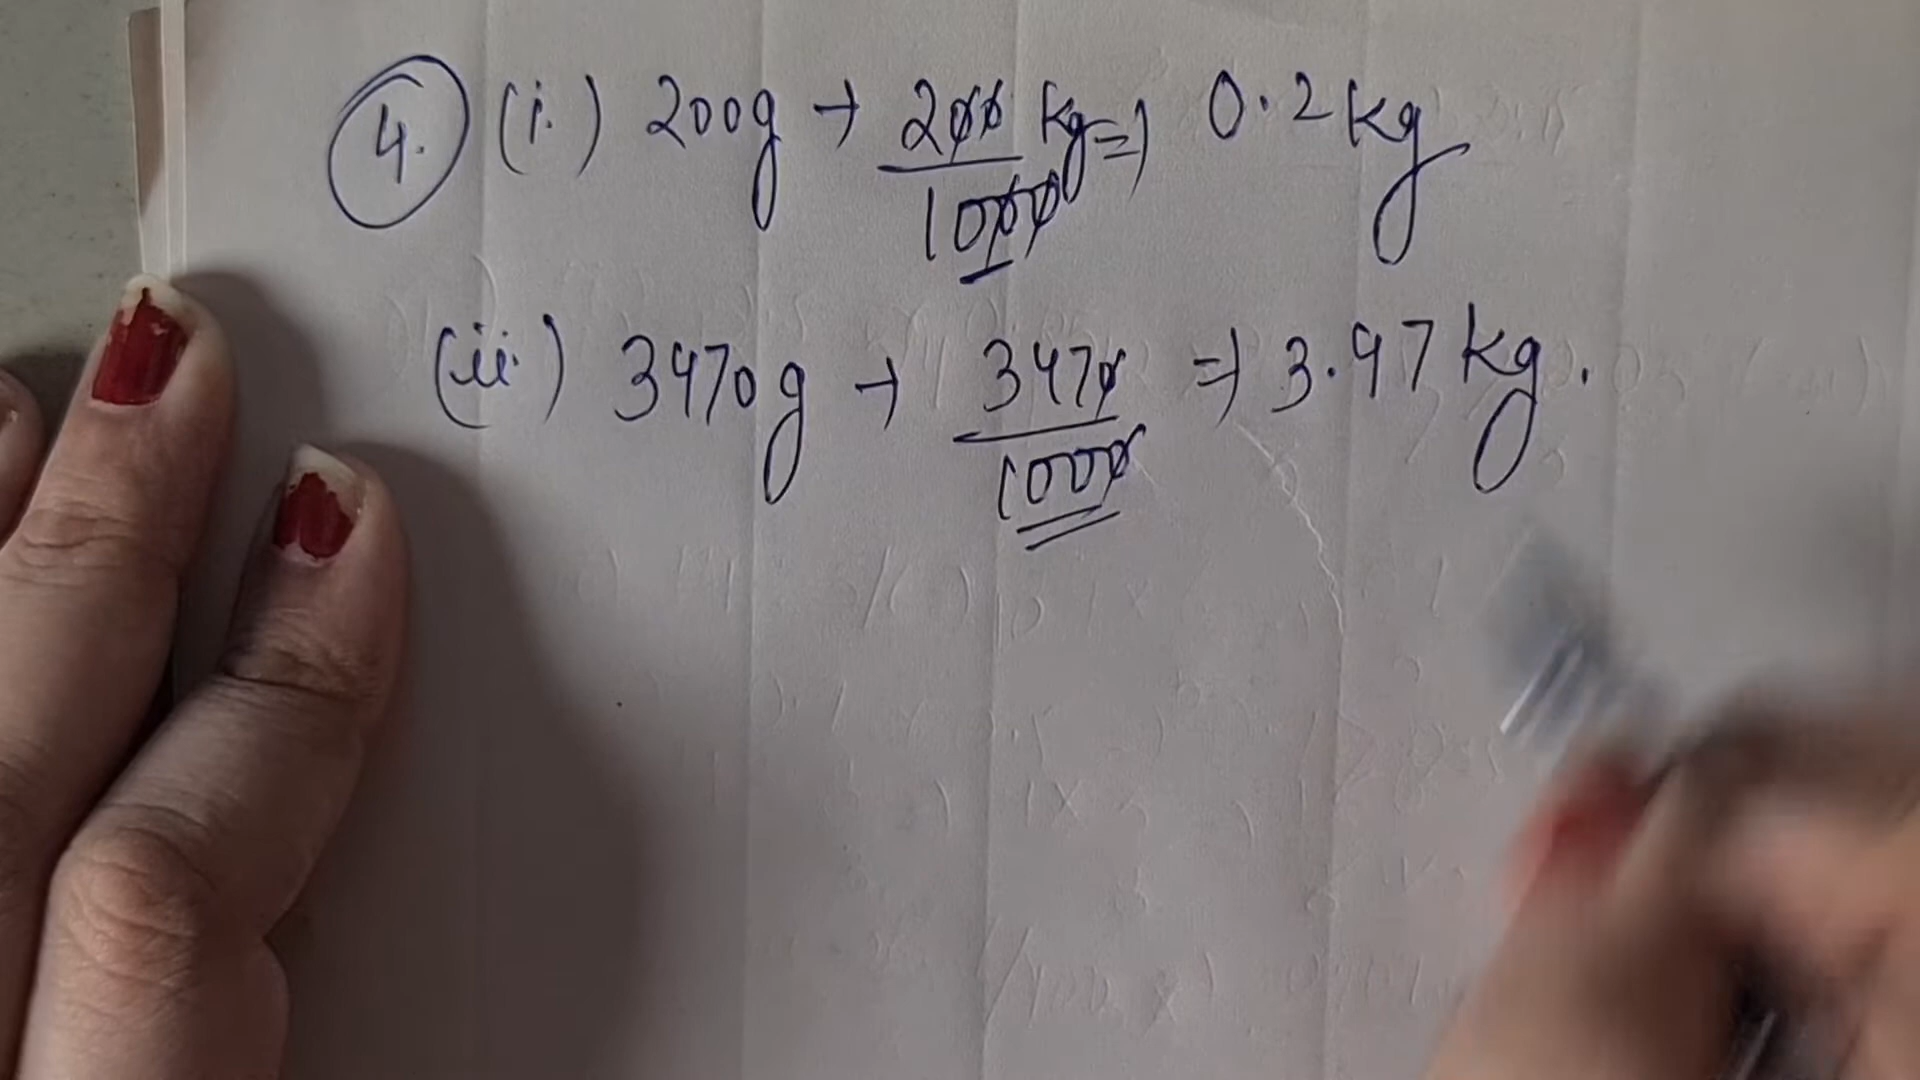 4. (i.) 200g → 200/1000 kg ⇒ 0.2 kg
(ii.) 3470g → 3470/1000 ⇒ 3.47 kg.